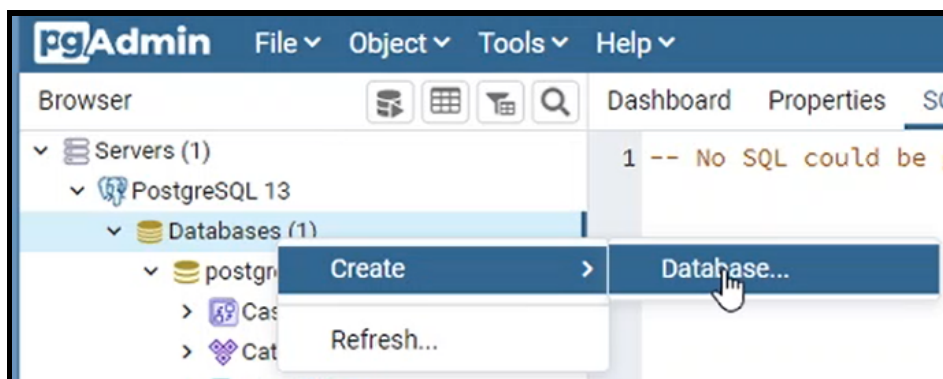 pgAdmin File Object Tools Help
Browser Dashboard Properties
Servers (1)
1 -- No SQL could be
PostgreSQL 13
Databases (1)
Create Database...
Refresh...